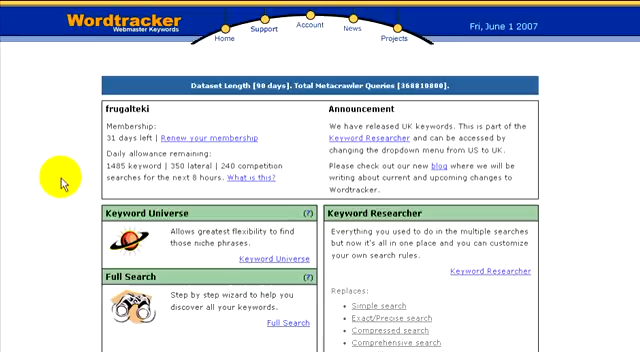 Wordtracker
Webmaster Keywords
Home
Support
Account
News
Projects
Fri, June 1 2007
Dataset Length [90 days]. Total Metacrawler Queries [368810800].
frugalteki
Membership:
31 days left | Renew your membership
Daily allowance remaining:
1485 keyword | 350 lateral | 240 competition
searches for the next 8 hours. What is this?
Announcement
We have released UK keywords. This is part of the
Keyword Researcher and can be accessed by
changing the dropdown menu from US to UK.
Please check out our new blog where we will be
writing about current and upcoming changes to
Wordtracker.
Keyword Universe (?)
Allows greatest flexibility to find
those niche phrases.
Keyword Universe
Full Search (?)
Step by step wizard to help you
discover all your keywords.
Full Search
Keyword Researcher
Everything you used to do in the multiple searches
but now it's all in one place and you can customize
your own search rules.
Keyword Researcher
Replaces:
• Simple search
• Exact/Precise search
• Compressed search
• Comprehensive search